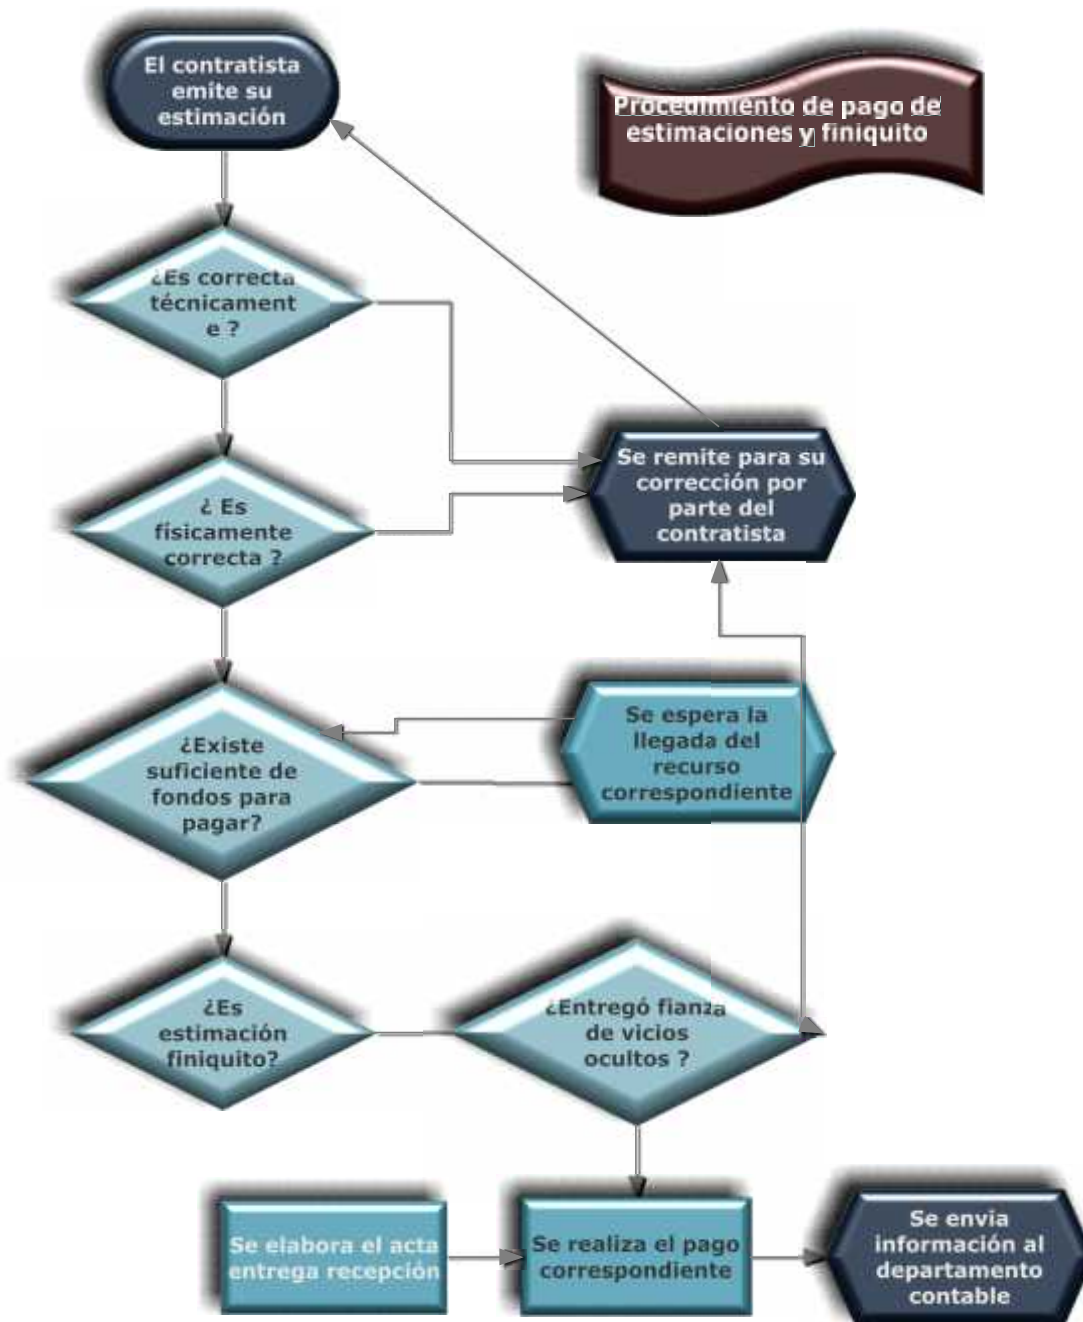 El contratista
emite su
estimación
Procedimiento de pago de
estimaciones y finiquito
¿Es correcta
técnicament
e ?
¿ Es
físicamente
correcta ?
Se remite para su
corrección por
parte del
contratista
¿Existe
suficiente de
fondos para
pagar?
Se espera la
llegada del
recurso
correspondiente
¿Es
estimación
finiquito?
¿Entregó fianza
de vicios
ocultos ?
Se elabora el acta
entrega recepción
Se realiza el pago
correspondiente
Se envia
información al
departamento
contable